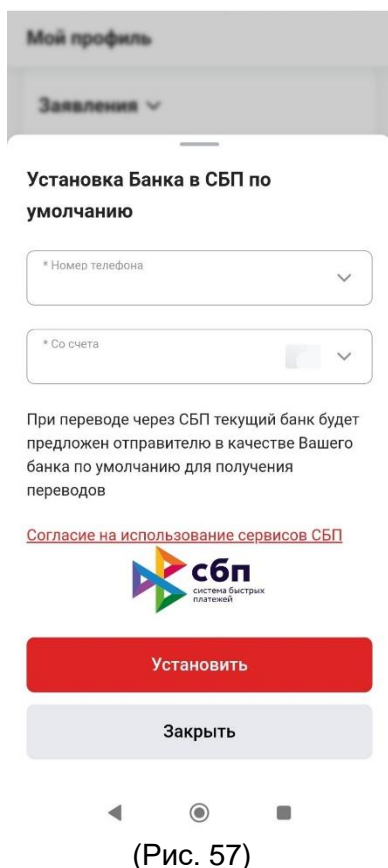 Мой профиль
Заявления
Установка Банка в СБП по
умолчанию
* Номер телефона
* Со счета
При переводе через СБП текущий банк будет
предложен отправителю в качестве Вашего
банка по умолчанию для получения
переводов
Согласие на использование сервисов СБП
сбп
система быстрых
платежей
Установить
Закрыть
(Рис. 57)